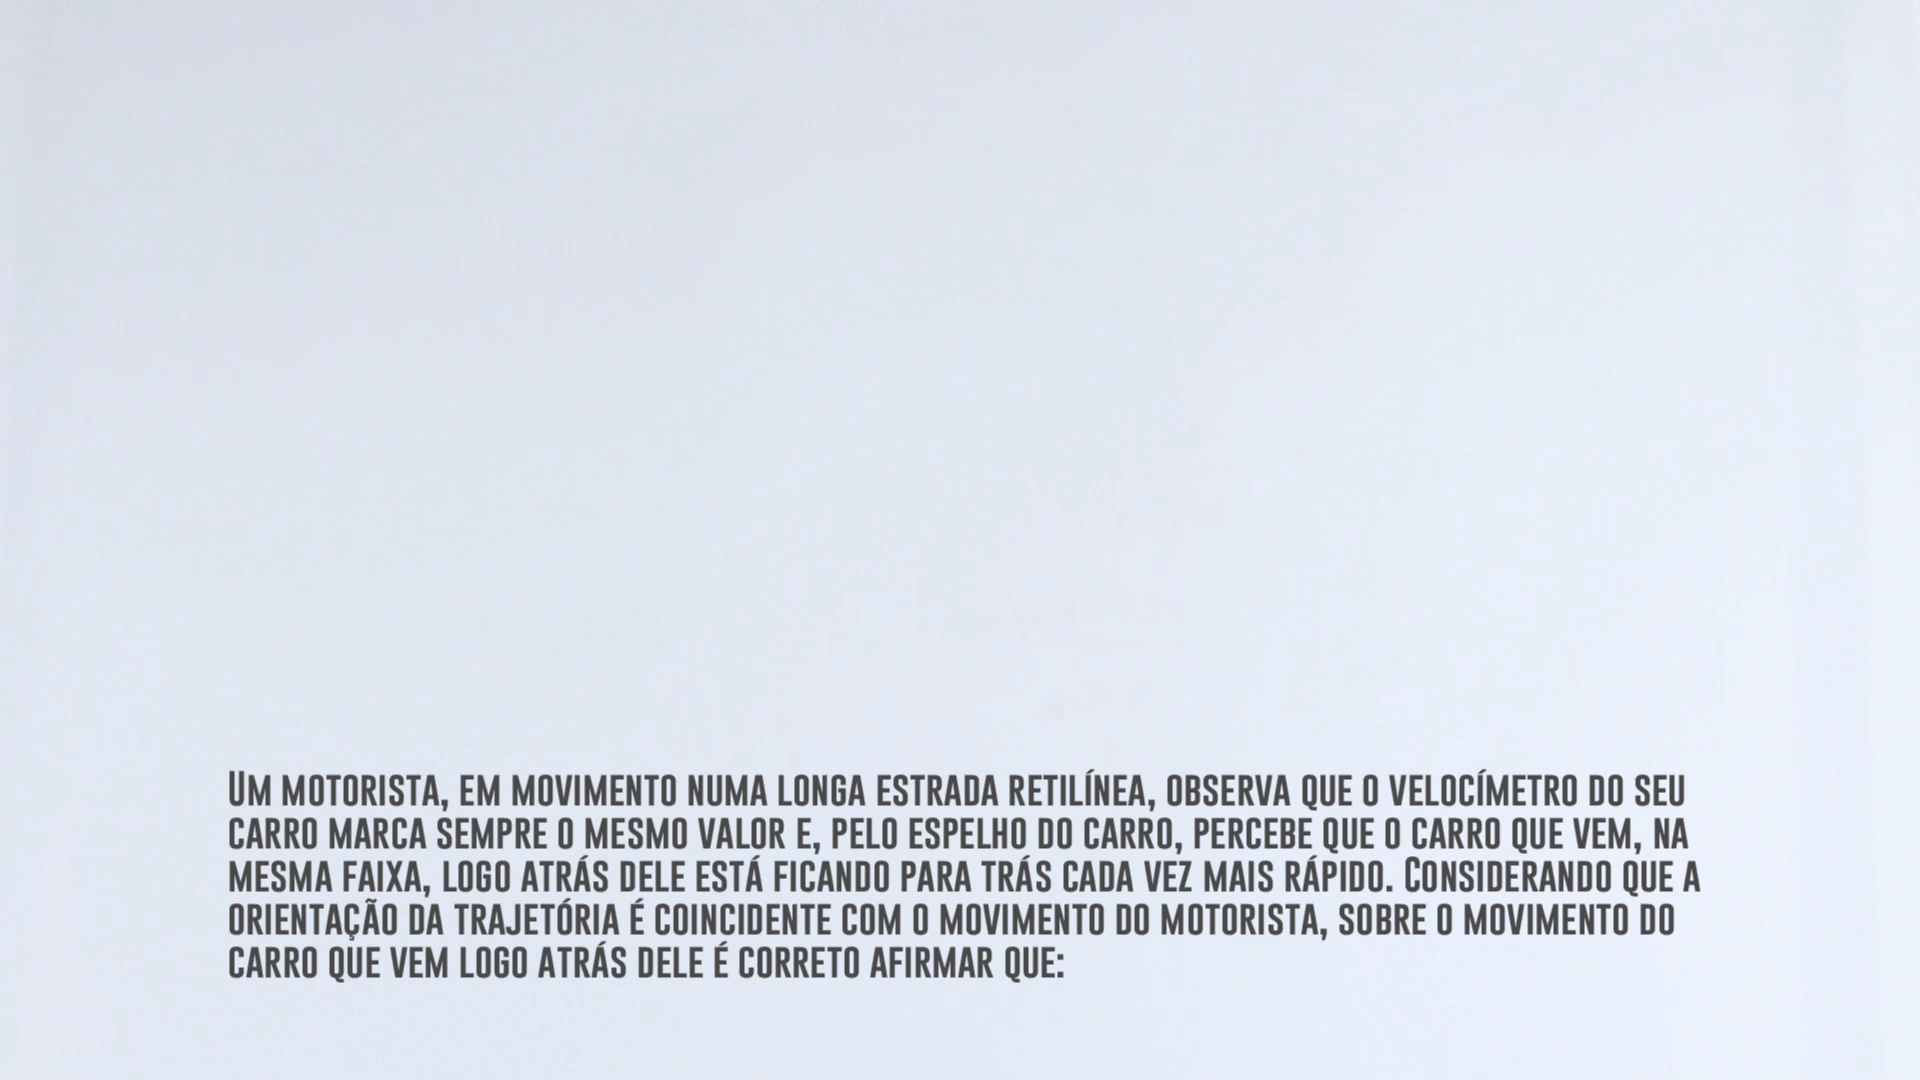 Um motorista, em movimento numa longa estrada retilínea, observa que o velocímetro do seu
carro marca sempre o mesmo valor e, pelo espelho do carro, percebe que o carro que vem, na
mesma faixa, logo atrás dele está ficando para trás cada vez mais rápido. Considerando que a
orientação da trajetória é coincidente com o movimento do motorista, sobre o movimento do
carro que vem logo atrás dele é correto afirmar que: